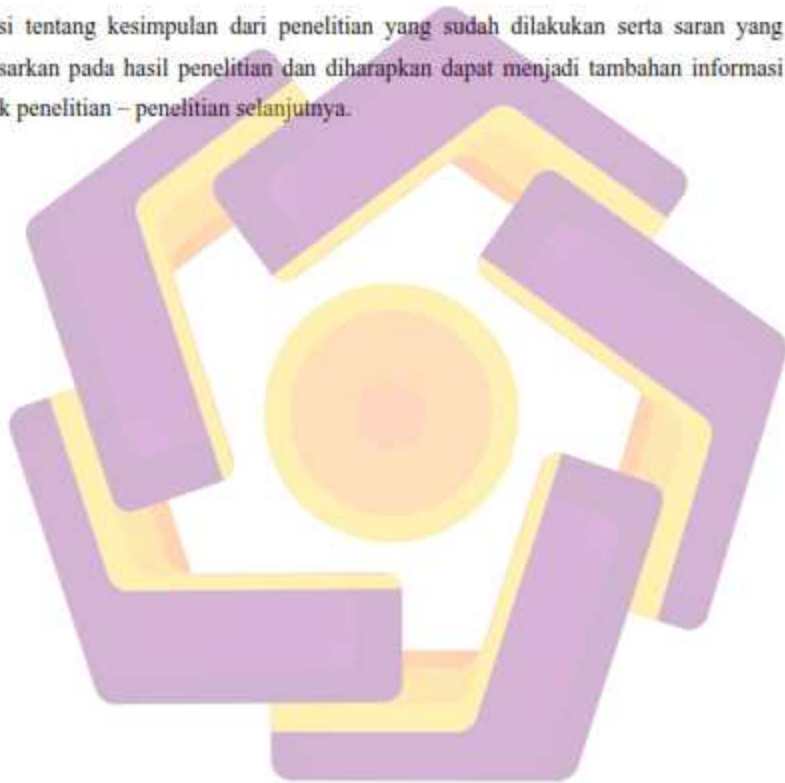 si tentang kesimpulan dari penelitian yang sudah dilakukan serta saran yang
sarkan pada hasil penelitian dan diharapkan dapat menjadi tambahan informasi
k penelitian – penelitian selanjutnya.